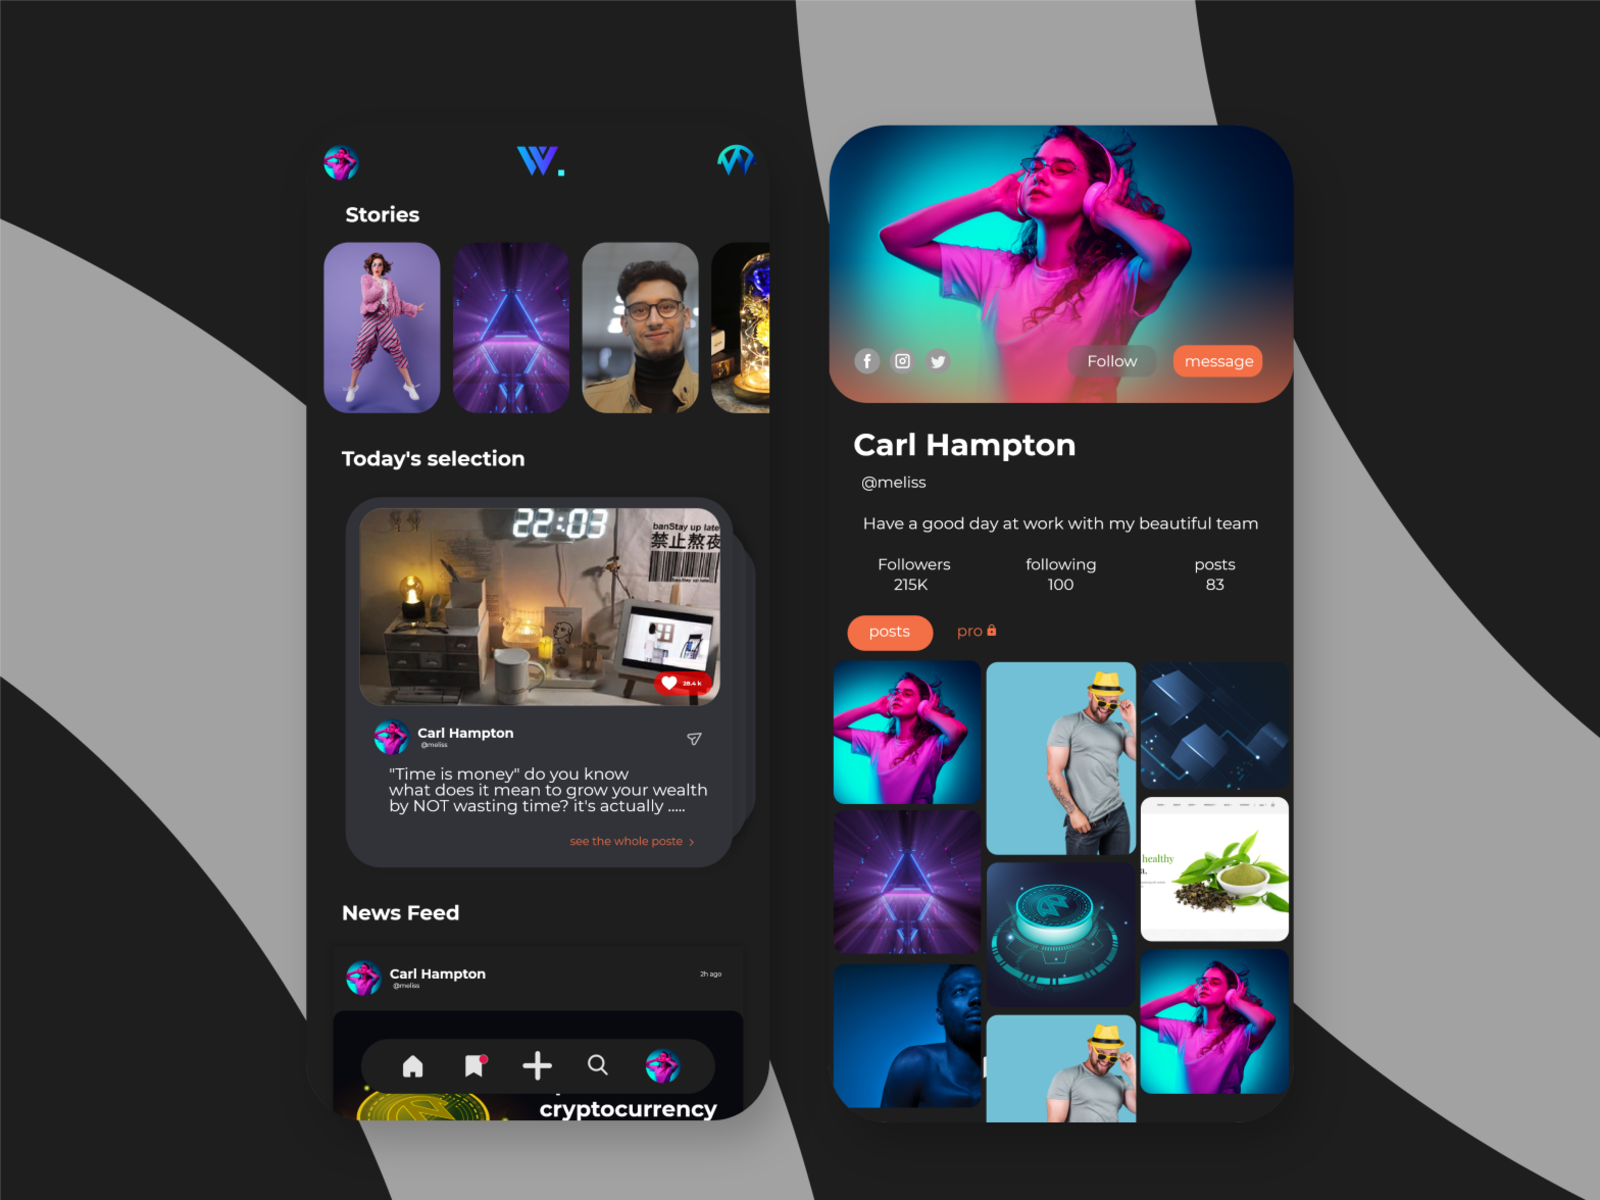 W.
Stories
Today's selection
22:03
banStay up late
禁止熬夜
banStay up late
28.4 k
Carl Hampton
@meliss
"Time is money" do you know
what does it mean to grow your wealth
by NOT wasting time? it's actually .....
see the whole poste >
News Feed
Carl Hampton
@meliss
2h ago
cryptocurrency
Follow
message
Carl Hampton
@meliss
Have a good day at work with my beautiful team
Followers
215K
following
100
posts
83
posts
pro
healthy
a.